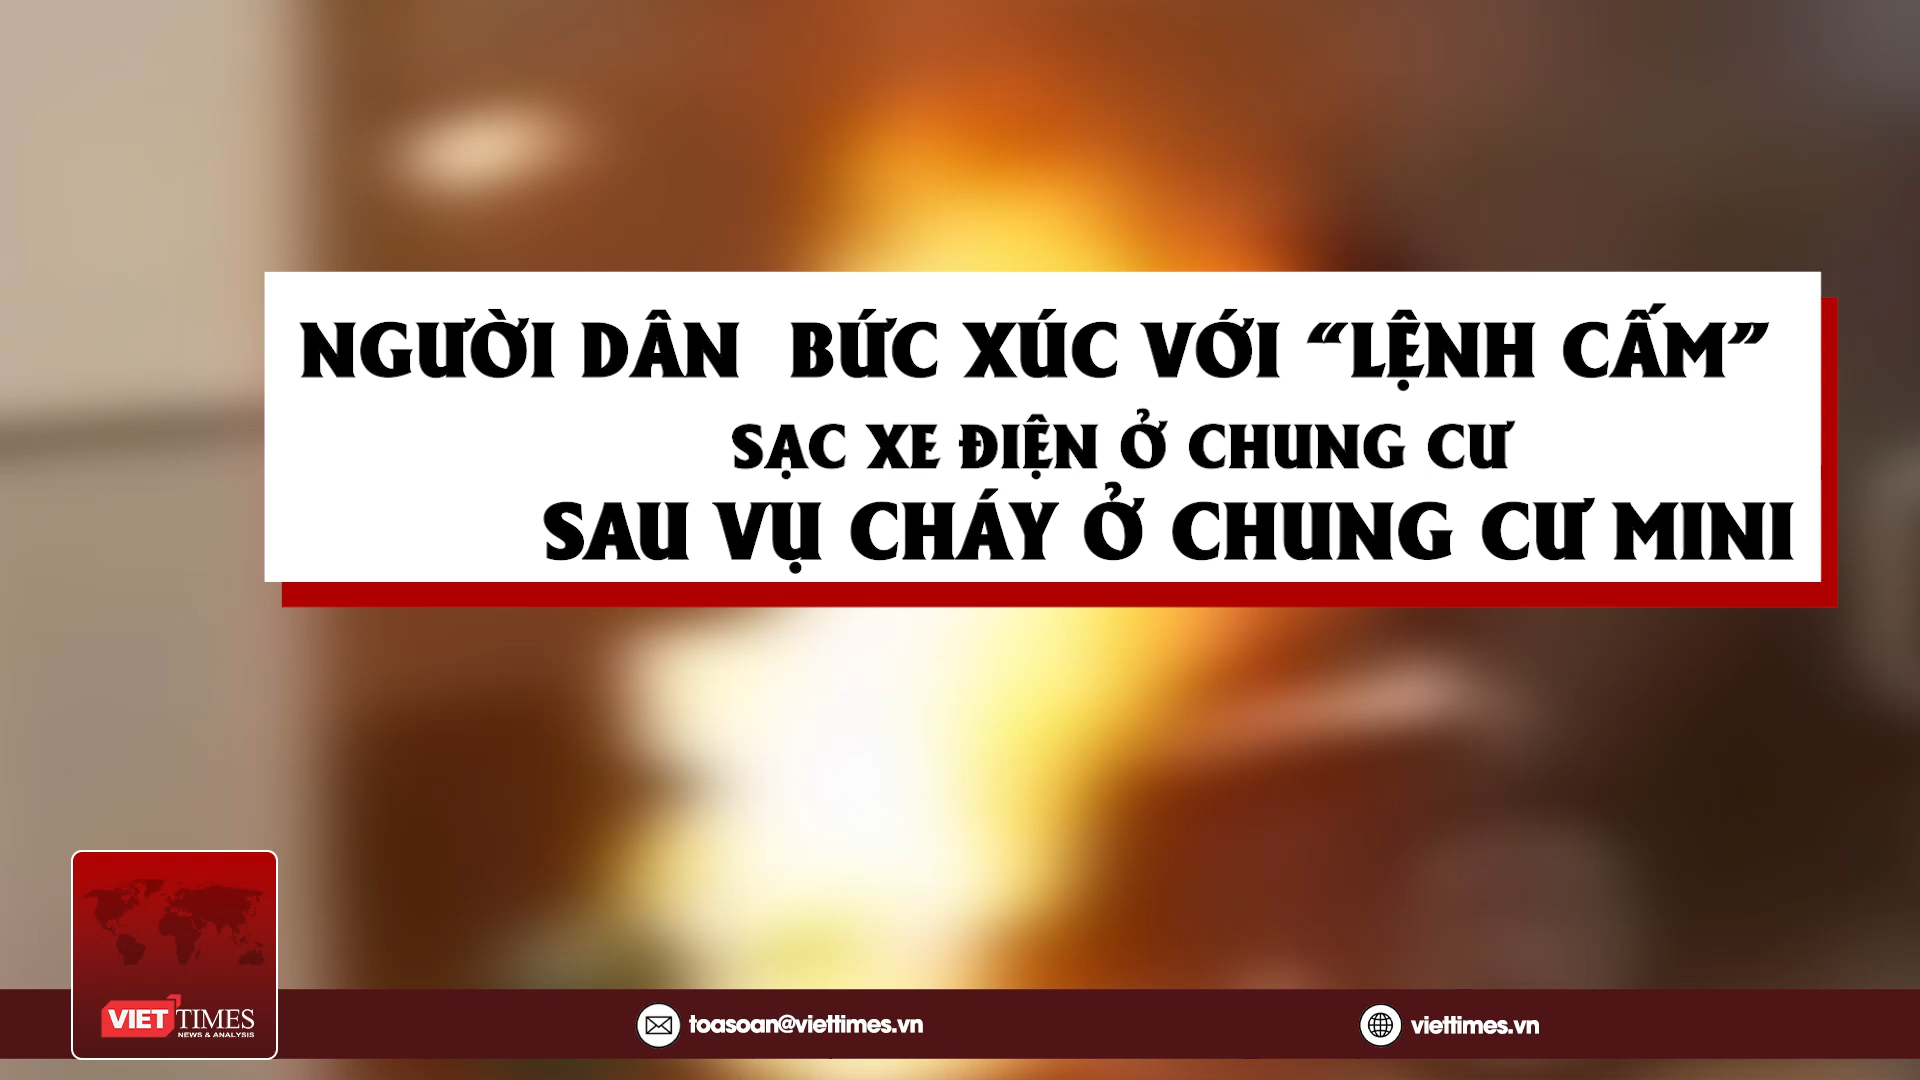 NGƯỜI DÂN BỨC XÚC VỚI “LỆNH CẤM”
SẠC XE ĐIỆN Ở CHUNG CƯ
SAU VỤ CHÁY Ở CHUNG CƯ MINI
VIETTIMES
NEWS & ANALYSIS
toasoan@viettimes.vn
viettimes.vn